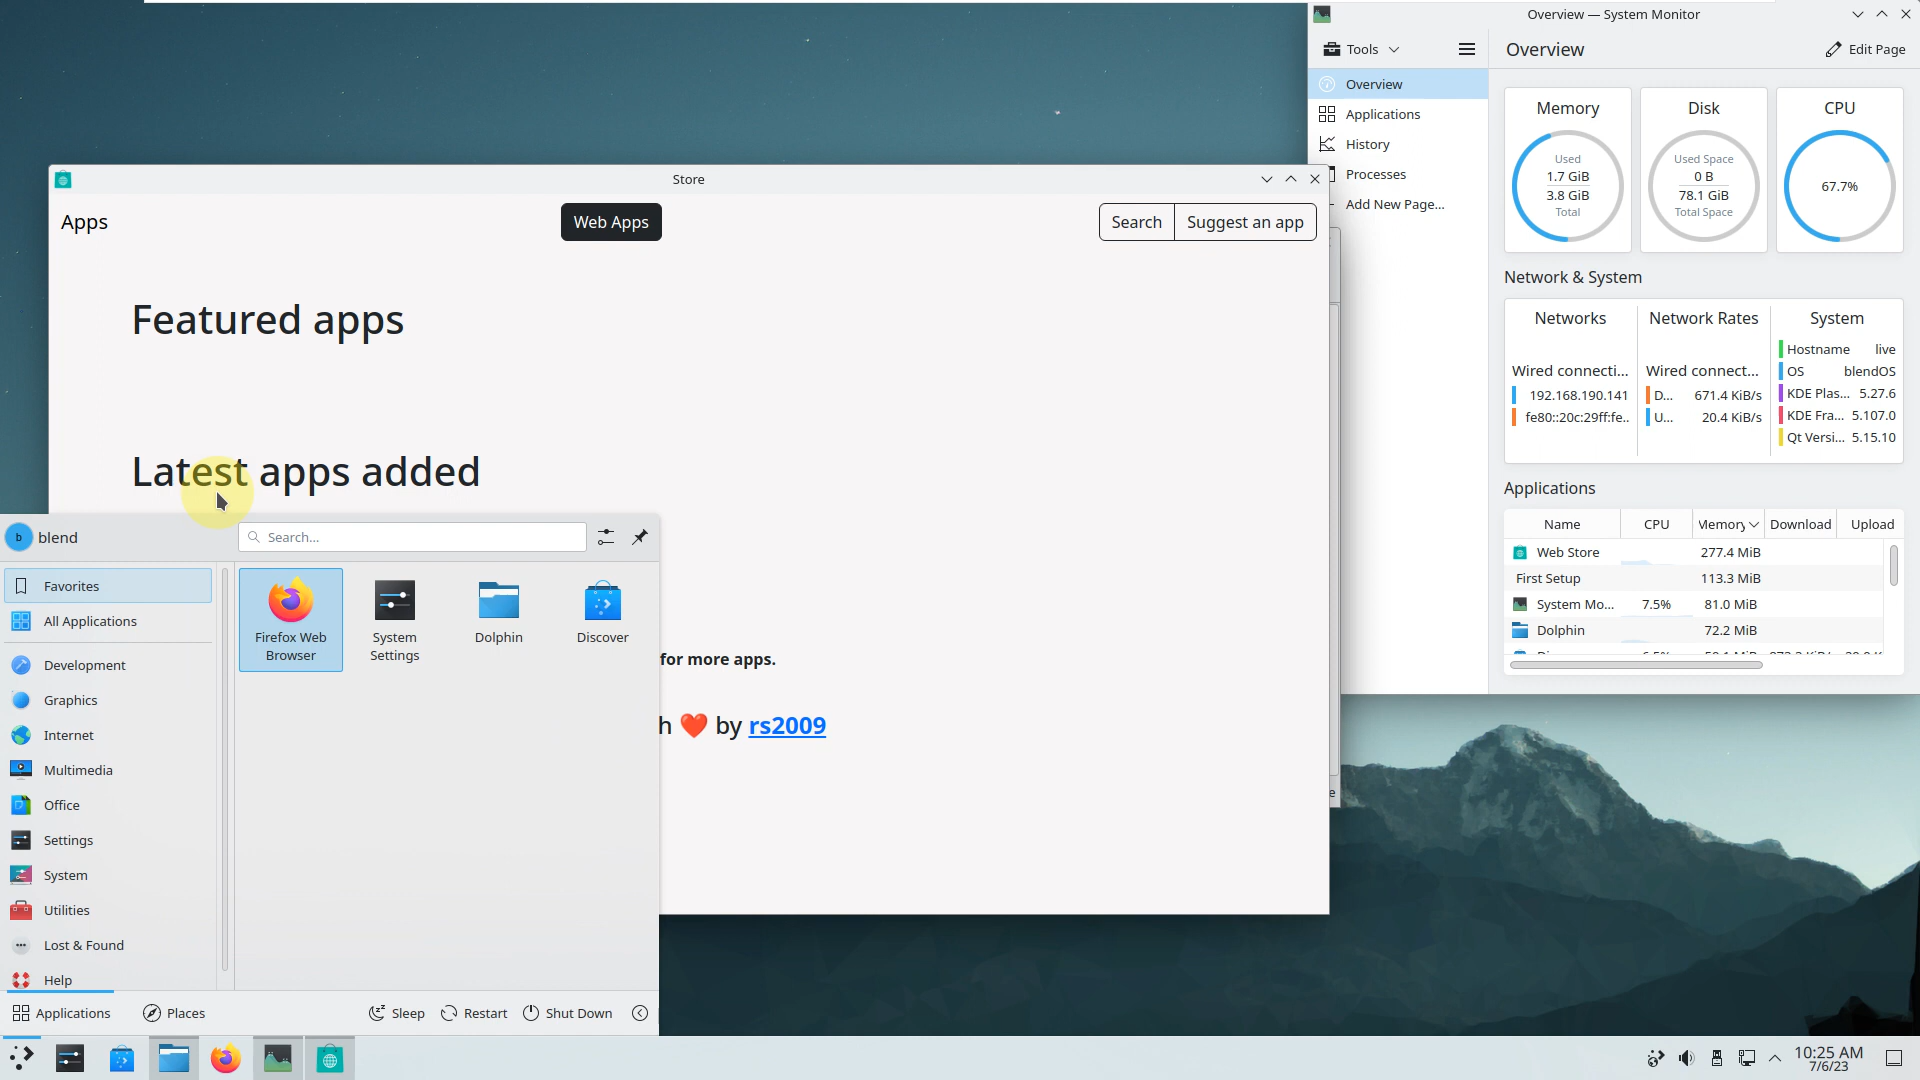 Overview — System Monitor
Tools
Overview
Edit Page
Overview
Applications
History
Processes
Add New Page...
Memory
Used
1.7 GiB
3.8 GiB
Total
Disk
Used Space
0 B
78.1 GiB
Total Space
CPU
67.7%
Network & System
Networks
Wired connecti...
192.168.190.141
fe80::20c:29ff:fe..
Network Rates
Wired connect...
D... 671.4 KiB/s
U... 20.4 KiB/s
System
Hostname live
OS blendOS
KDE Plas... 5.27.6
KDE Fra... 5.107.0
Qt Versi... 5.15.10
Applications
Name CPU Memory Download Upload
Web Store 277.4 MiB
First Setup 113.3 MiB
System Mo... 7.5% 81.0 MiB
Dolphin 72.2 MiB
Store
Apps
Web Apps
Search
Suggest an app
Featured apps
Latest apps added
for more apps.
h ❤️ by rs2009
blend
Search...
Favorites
All Applications
Development
Graphics
Internet
Multimedia
Office
Settings
System
Utilities
Lost & Found
Help
Firefox Web
Browser
System
Settings
Dolphin
Discover
Applications
Places
Sleep
Restart
Shut Down
10:25 AM
7/6/23